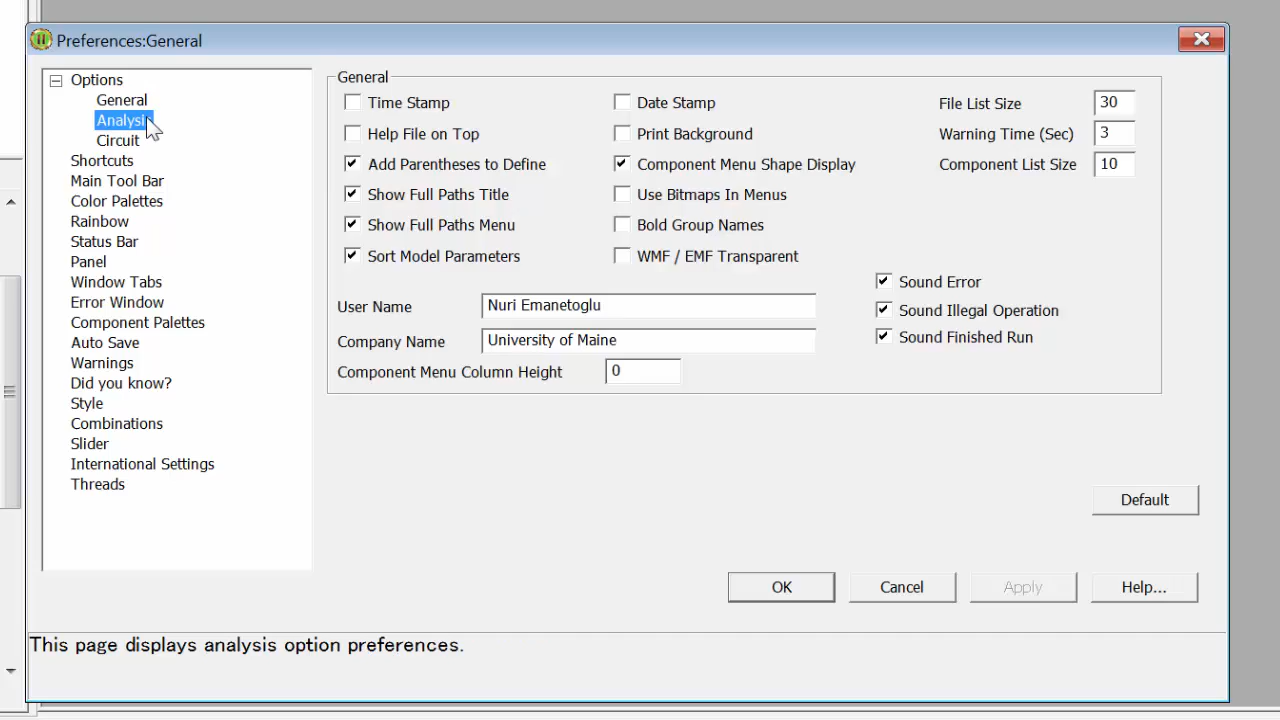 Preferences:General
Options
General
Analysis
Circuit
Shortcuts
Main Tool Bar
Color Palettes
Rainbow
Status Bar
Panel
Window Tabs
Error Window
Component Palettes
Auto Save
Warnings
Did you know?
Style
Combinations
Slider
International Settings
Threads
General
Time Stamp
Date Stamp
File List Size 30
Help File on Top
Print Background
Warning Time (Sec) 3
Add Parentheses to Define
Component Menu Shape Display
Component List Size 10
Show Full Paths Title
Use Bitmaps In Menus
Show Full Paths Menu
Bold Group Names
Sort Model Parameters
WMF / EMF Transparent
Sound Error
User Name Nuri Emanetoglu
Sound Illegal Operation
Company Name University of Maine
Sound Finished Run
Component Menu Column Height 0
Default
OK
Cancel
Apply
Help...
This page displays analysis option preferences.